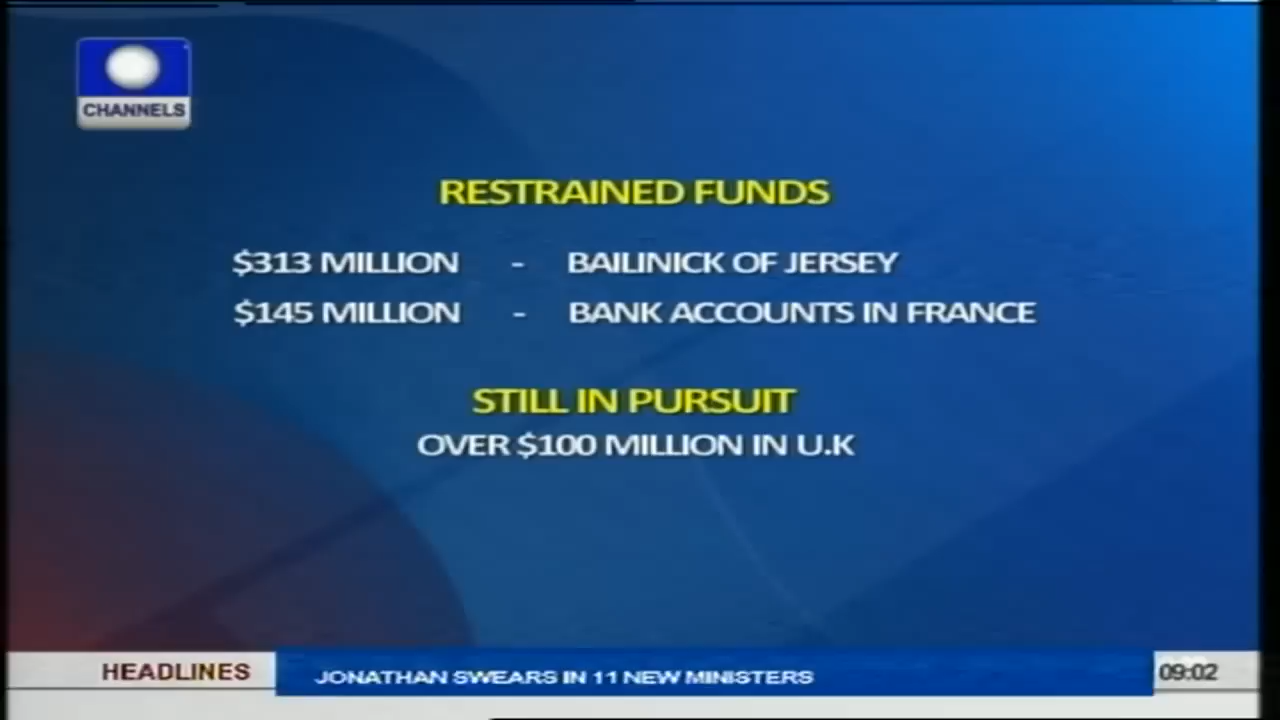 CHANNELS
RESTRAINED FUNDS
$313 MILLION - BAILINICK OF JERSEY
$145 MILLION - BANK ACCOUNTS IN FRANCE
STILL IN PURSUIT
OVER $100 MILLION IN U.K
HEADLINES JONATHAN SWEARS IN 11 NEW MINISTERS 09:02